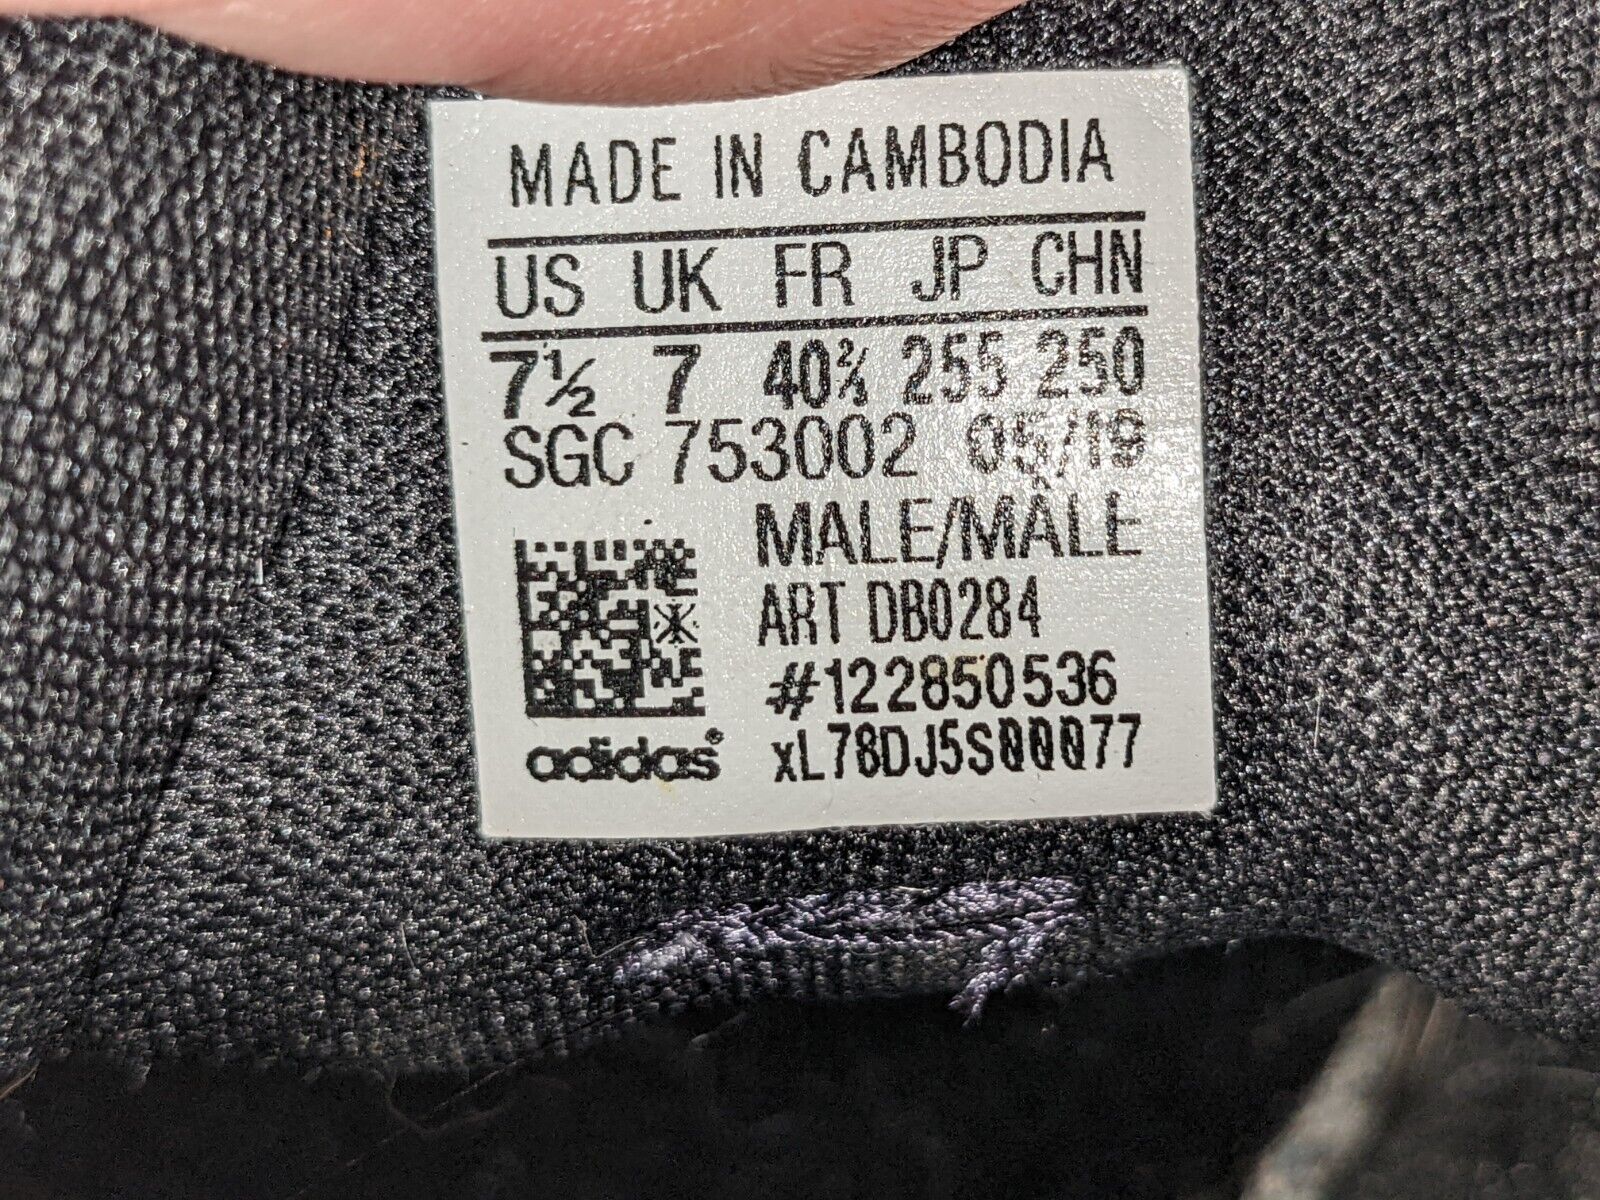 MADE IN CAMBODIA
US UK FR JP CHN
7½ 7 40⅔ 255 250
SGC 753002 05/19
MALE/MÂLE
ART DB0284
#122850536
adidas® xL78DJ5S00077